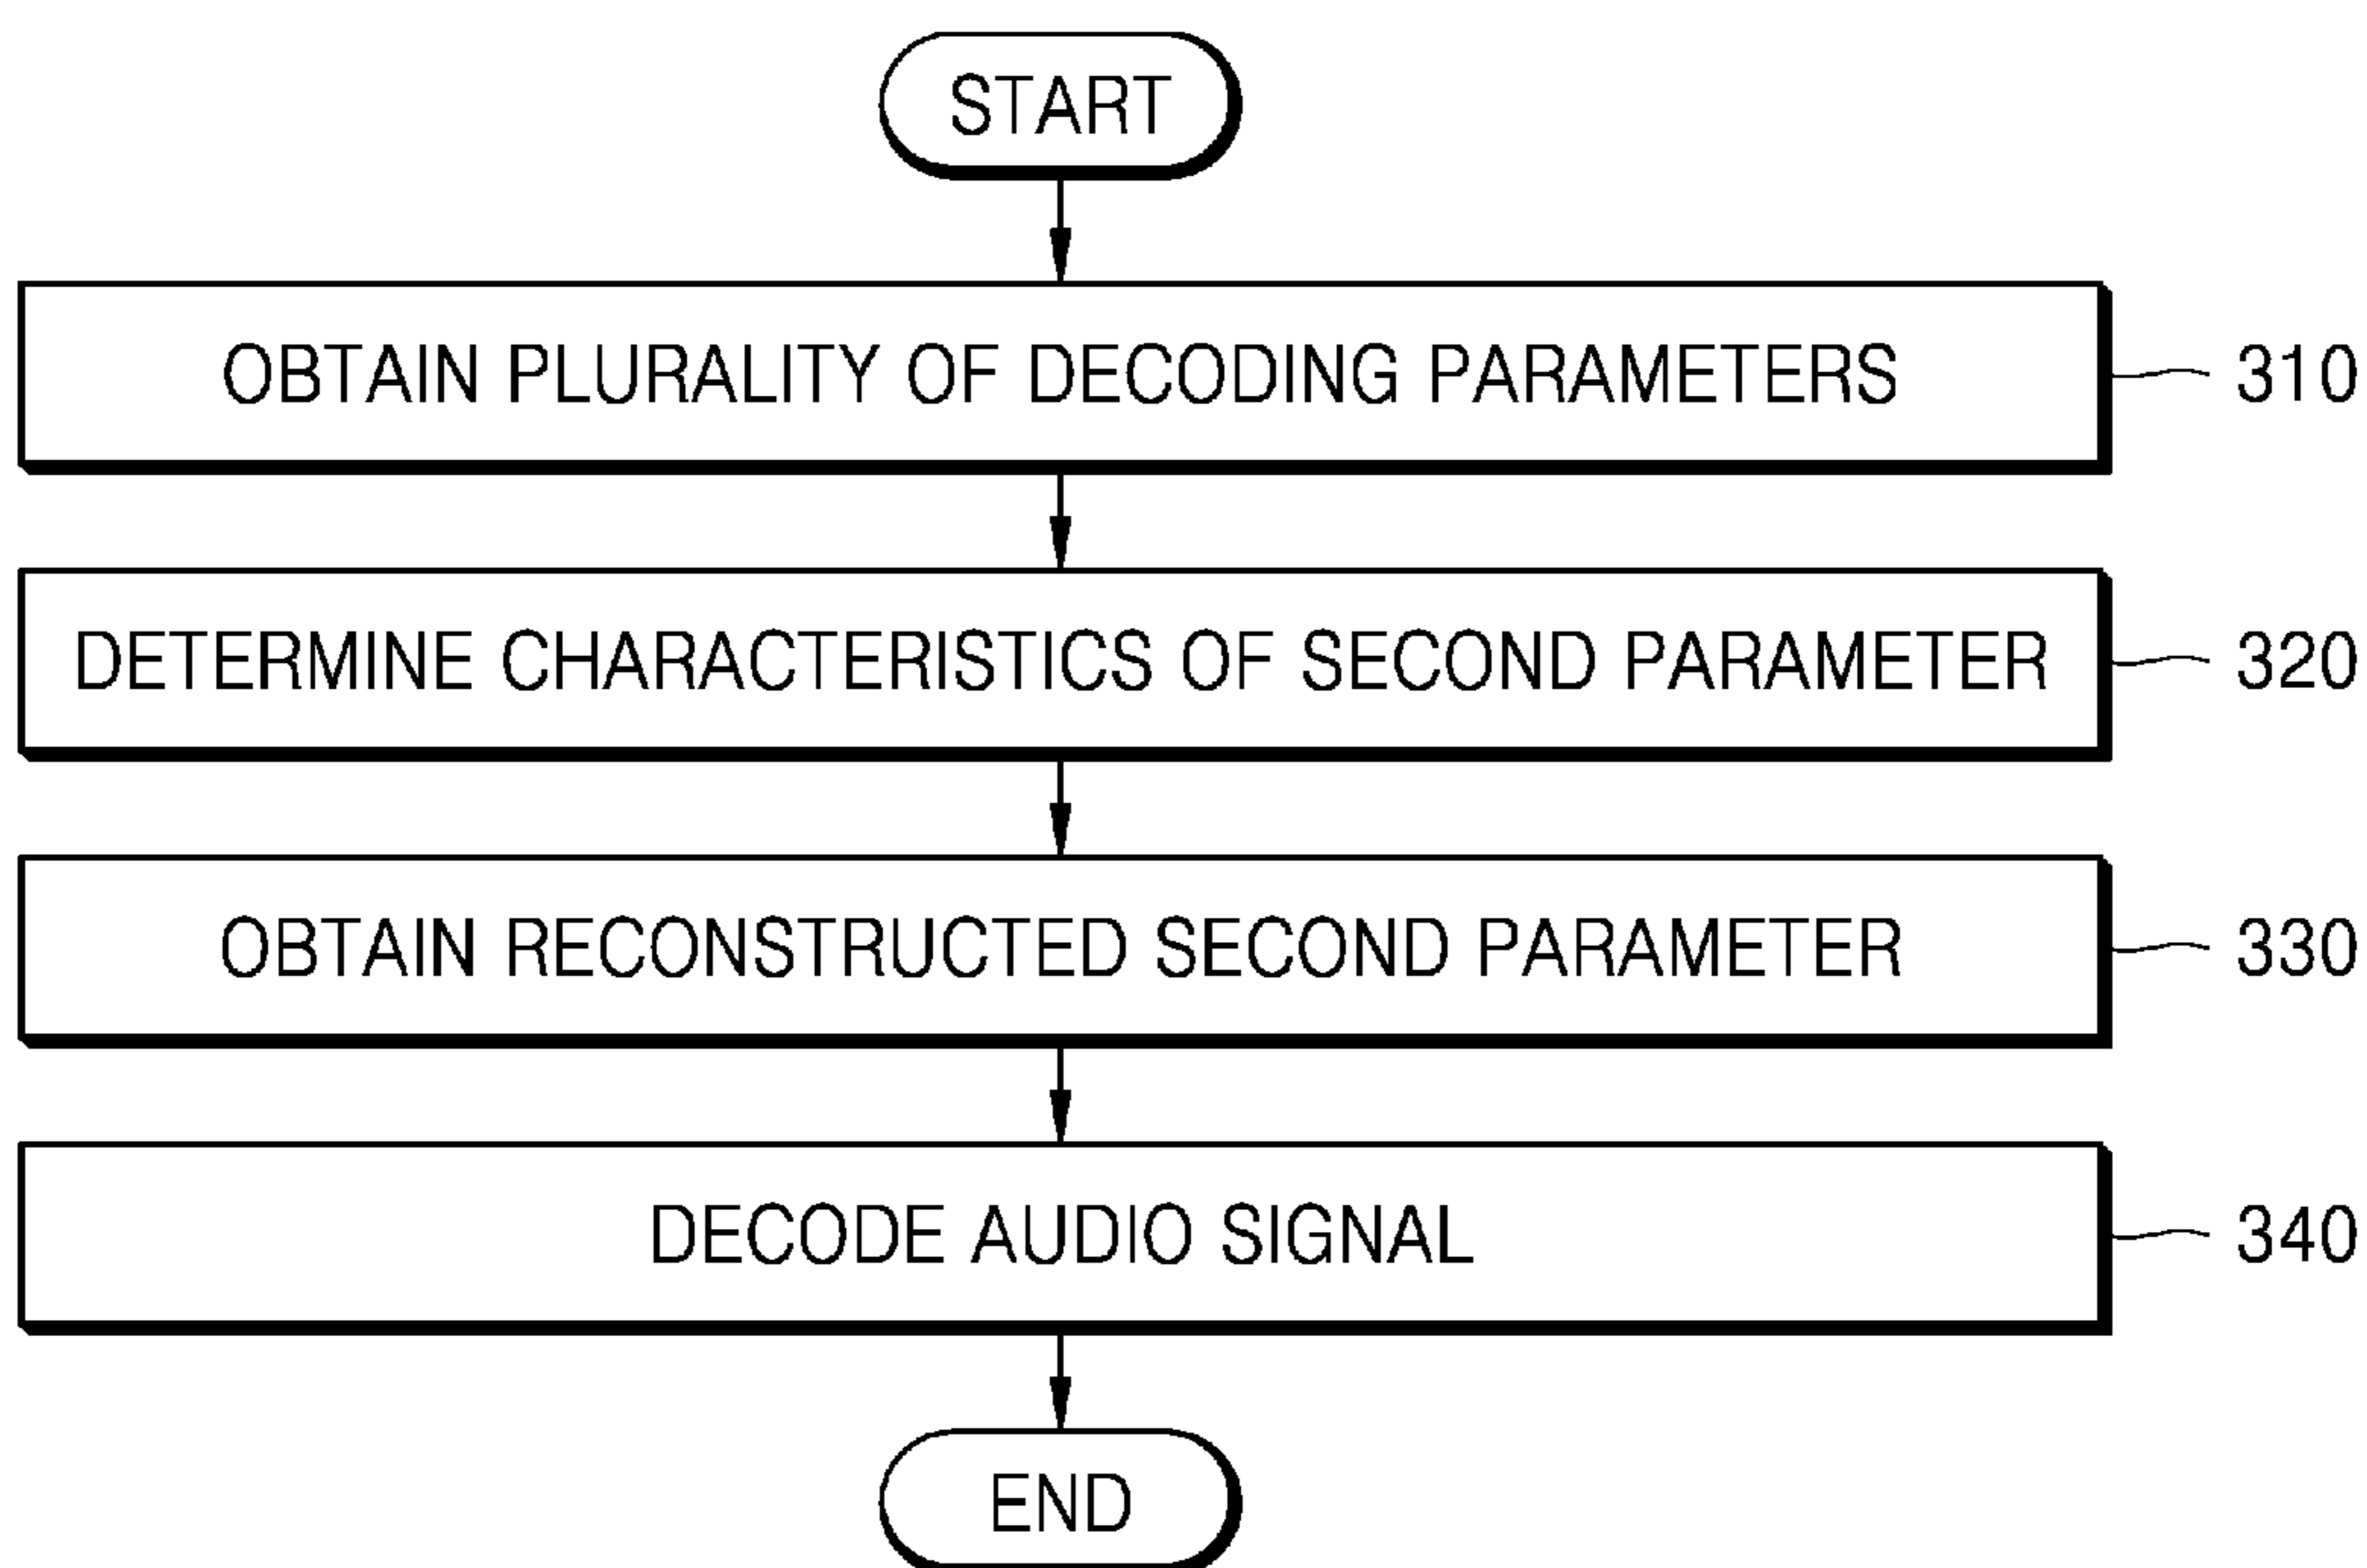 START
OBTAIN PLURALITY OF DECODING PARAMETERS 310
DETERMINE CHARACTERISTICS OF SECOND PARAMETER 320
OBTAIN RECONSTRUCTED SECOND PARAMETER 330
DECODE AUDIO SIGNAL 340
END